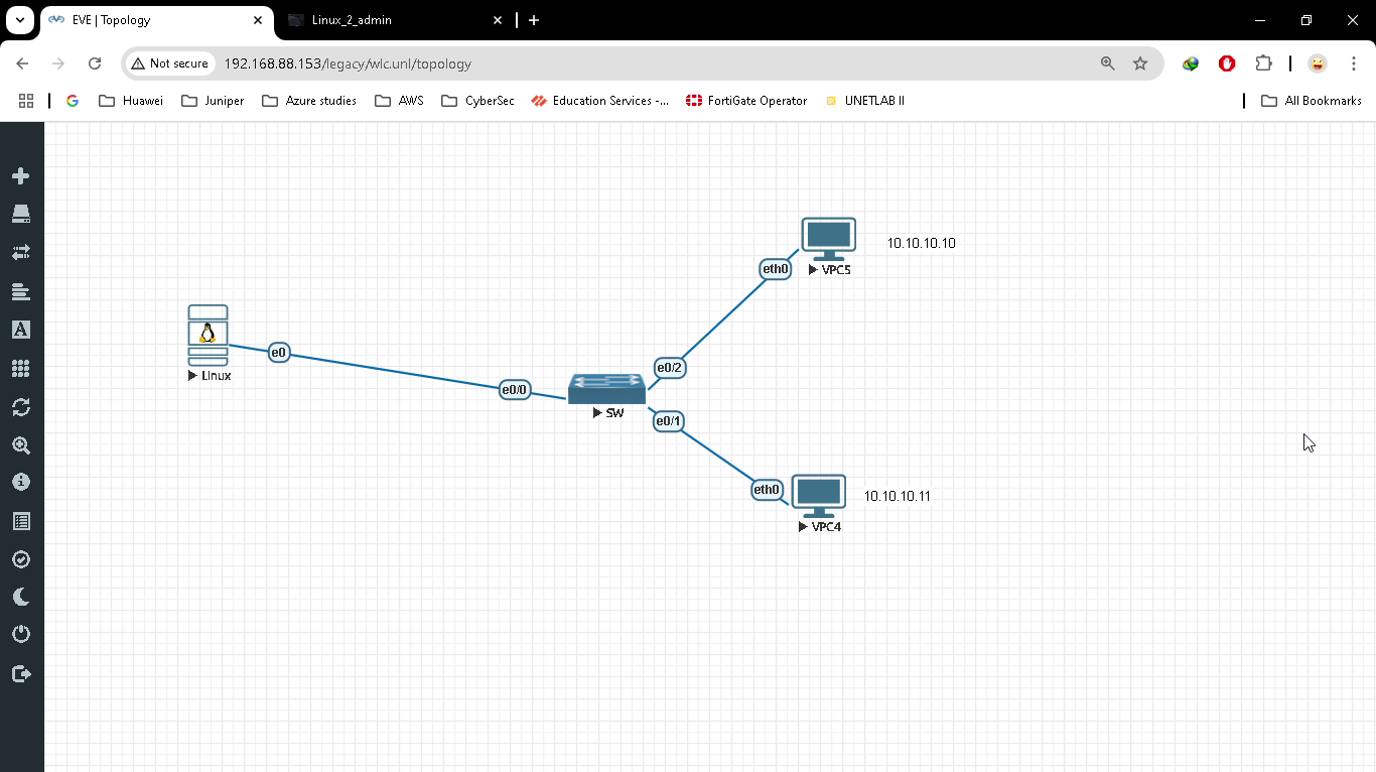 EVE | Topology
Linux_2_admin
Not secure
192.168.88.153/legacy/wlc.unl/topology
Huawei
Juniper
Azure studies
AWS
CyberSec
Education Services -...
FortiGate Operator
UNETLAB II
All Bookmarks
VPC5
10.10.10.10
eth0
e0
Linux
e0/2
e0/0
SW
e0/1
eth0
10.10.10.11
VPC4